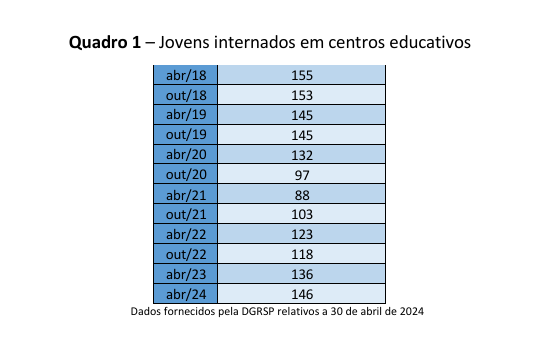 Quadro 1 – Jovens internados em centros educativos
abr/18 155
out/18 153
abr/19 145
out/19 145
abr/20 132
out/20 97
abr/21 88
out/21 103
abr/22 123
out/22 118
abr/23 136
abr/24 146
Dados fornecidos pela DGRSP relativos a 30 de abril de 2024